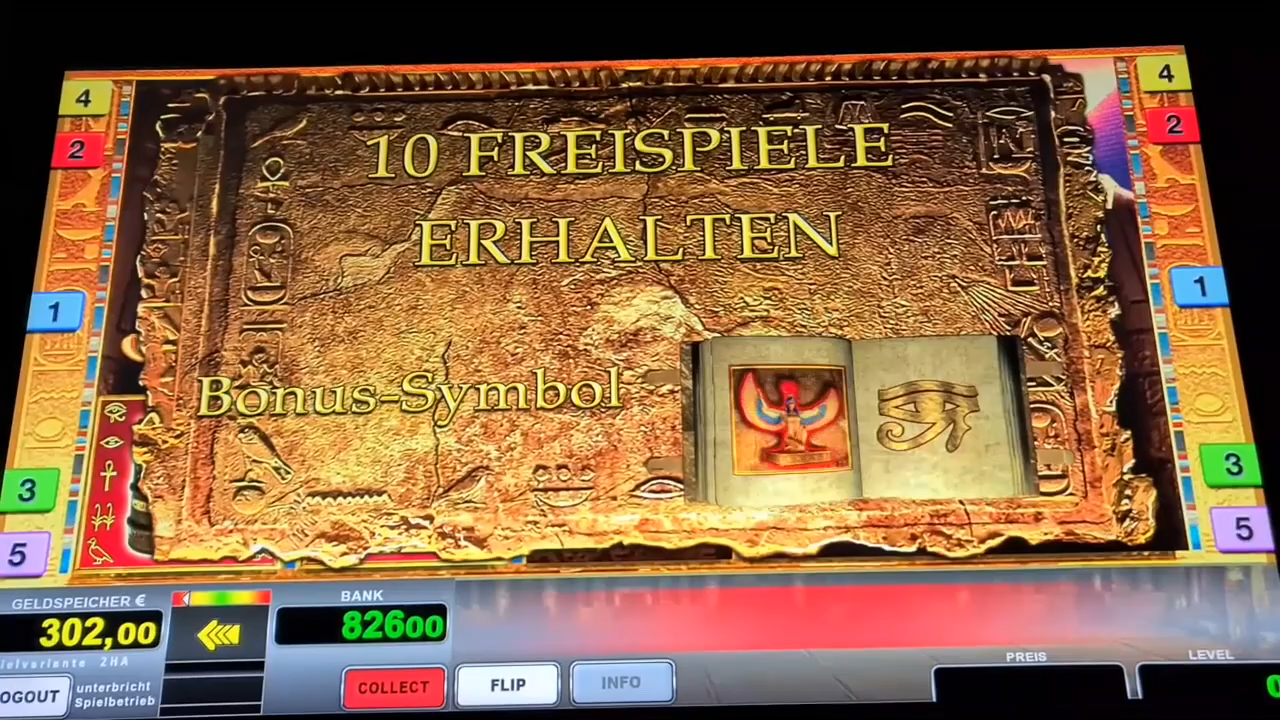 4
4
2
2
10 FREISPIELE
ERHALTEN
1
1
Bonus-Symbol
3
3
5
5
GELDSPEICHER €
BANK
302,00
82600
PREIS
LEVEL
2HA
OGOUT
unterbricht
Spielbetrieb
COLLECT
FLIP
INFO
0